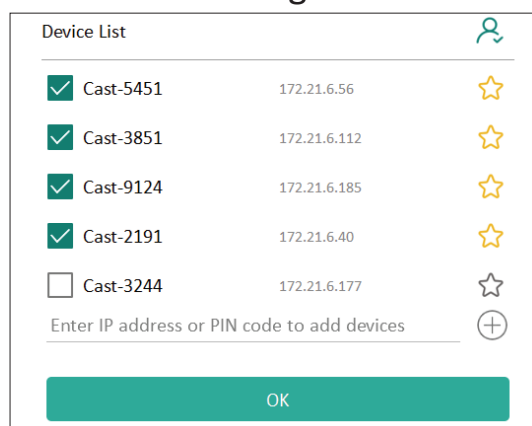 Device List
Cast-5451 172.21.6.56
Cast-3851 172.21.6.112
Cast-9124 172.21.6.185
Cast-2191 172.21.6.40
Cast-3244 172.21.6.177
Enter IP address or PIN code to add devices
OK